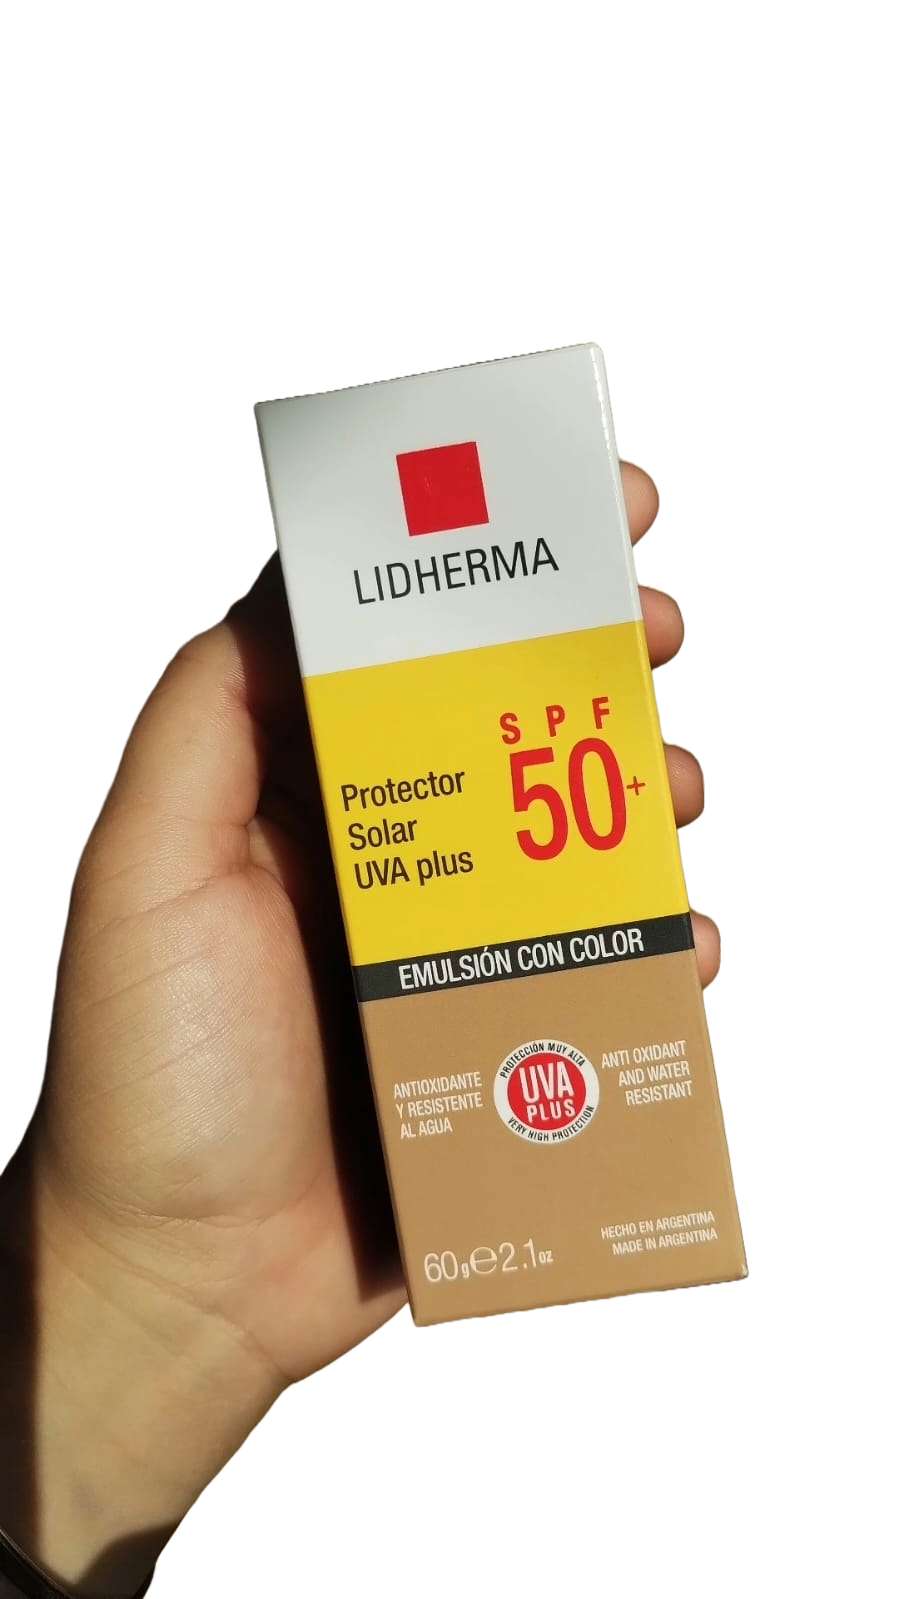 LIDHERMA
SPF
50+
Protector
Solar
UVA plus
EMULSIÓN CON COLOR
ANTIOXIDANTE
Y RESISTENTE
AL AGUA
PROTECCIÓN MUY ALTA
UVA
PLUS
VERY HIGH PROTECTION
ANTI OXIDANT
AND WATER
RESISTANT
60g℮2.1oz
HECHO EN ARGENTINA
MADE IN ARGENTINA